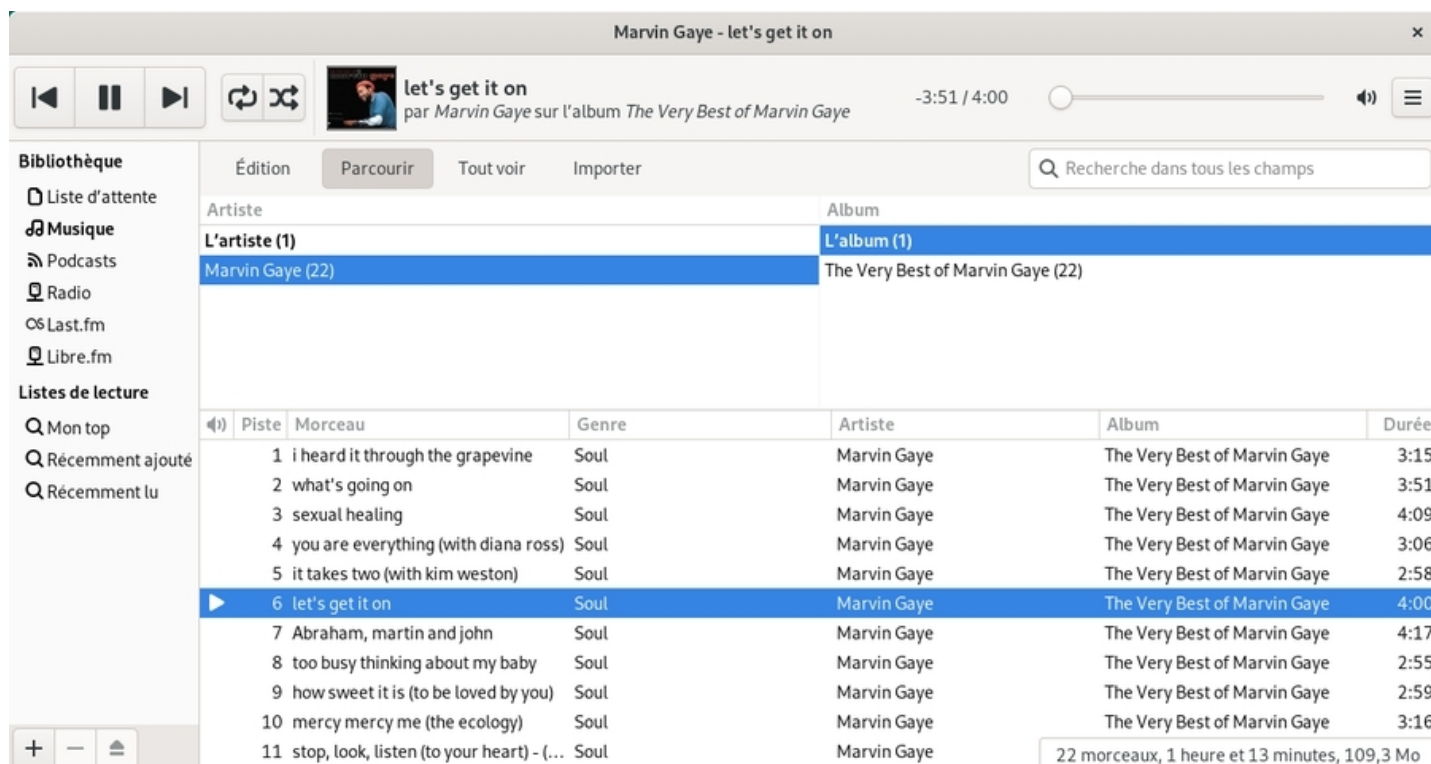 Marvin Gaye - let's get it on
let's get it on
par Marvin Gaye sur l'album The Very Best of Marvin Gaye
-3:51 / 4:00
Bibliothèque
Liste d'attente
Musique
Podcasts
Radio
Last.fm
Libre.fm
Listes de lecture
Mon top
Récemment ajouté
Récemment lu
Édition Parcourir Tout voir Importer
Recherche dans tous les champs
Artiste Album
L'artiste (1) L'album (1)
Marvin Gaye (22) The Very Best of Marvin Gaye (22)
Piste Morceau Genre Artiste Album Durée
1 i heard it through the grapevine Soul Marvin Gaye The Very Best of Marvin Gaye 3:15
2 what's going on Soul Marvin Gaye The Very Best of Marvin Gaye 3:51
3 sexual healing Soul Marvin Gaye The Very Best of Marvin Gaye 4:09
4 you are everything (with diana ross) Soul Marvin Gaye The Very Best of Marvin Gaye 3:06
5 it takes two (with kim weston) Soul Marvin Gaye The Very Best of Marvin Gaye 2:58
6 let's get it on Soul Marvin Gaye The Very Best of Marvin Gaye 4:00
7 Abraham, martin and john Soul Marvin Gaye The Very Best of Marvin Gaye 4:17
8 too busy thinking about my baby Soul Marvin Gaye The Very Best of Marvin Gaye 2:55
9 how sweet it is (to be loved by you) Soul Marvin Gaye The Very Best of Marvin Gaye 2:59
10 mercy mercy me (the ecology) Soul Marvin Gaye The Very Best of Marvin Gaye 3:16
11 stop, look, listen (to your heart) - (... Soul Marvin Gaye
22 morceaux, 1 heure et 13 minutes, 109,3 Mo